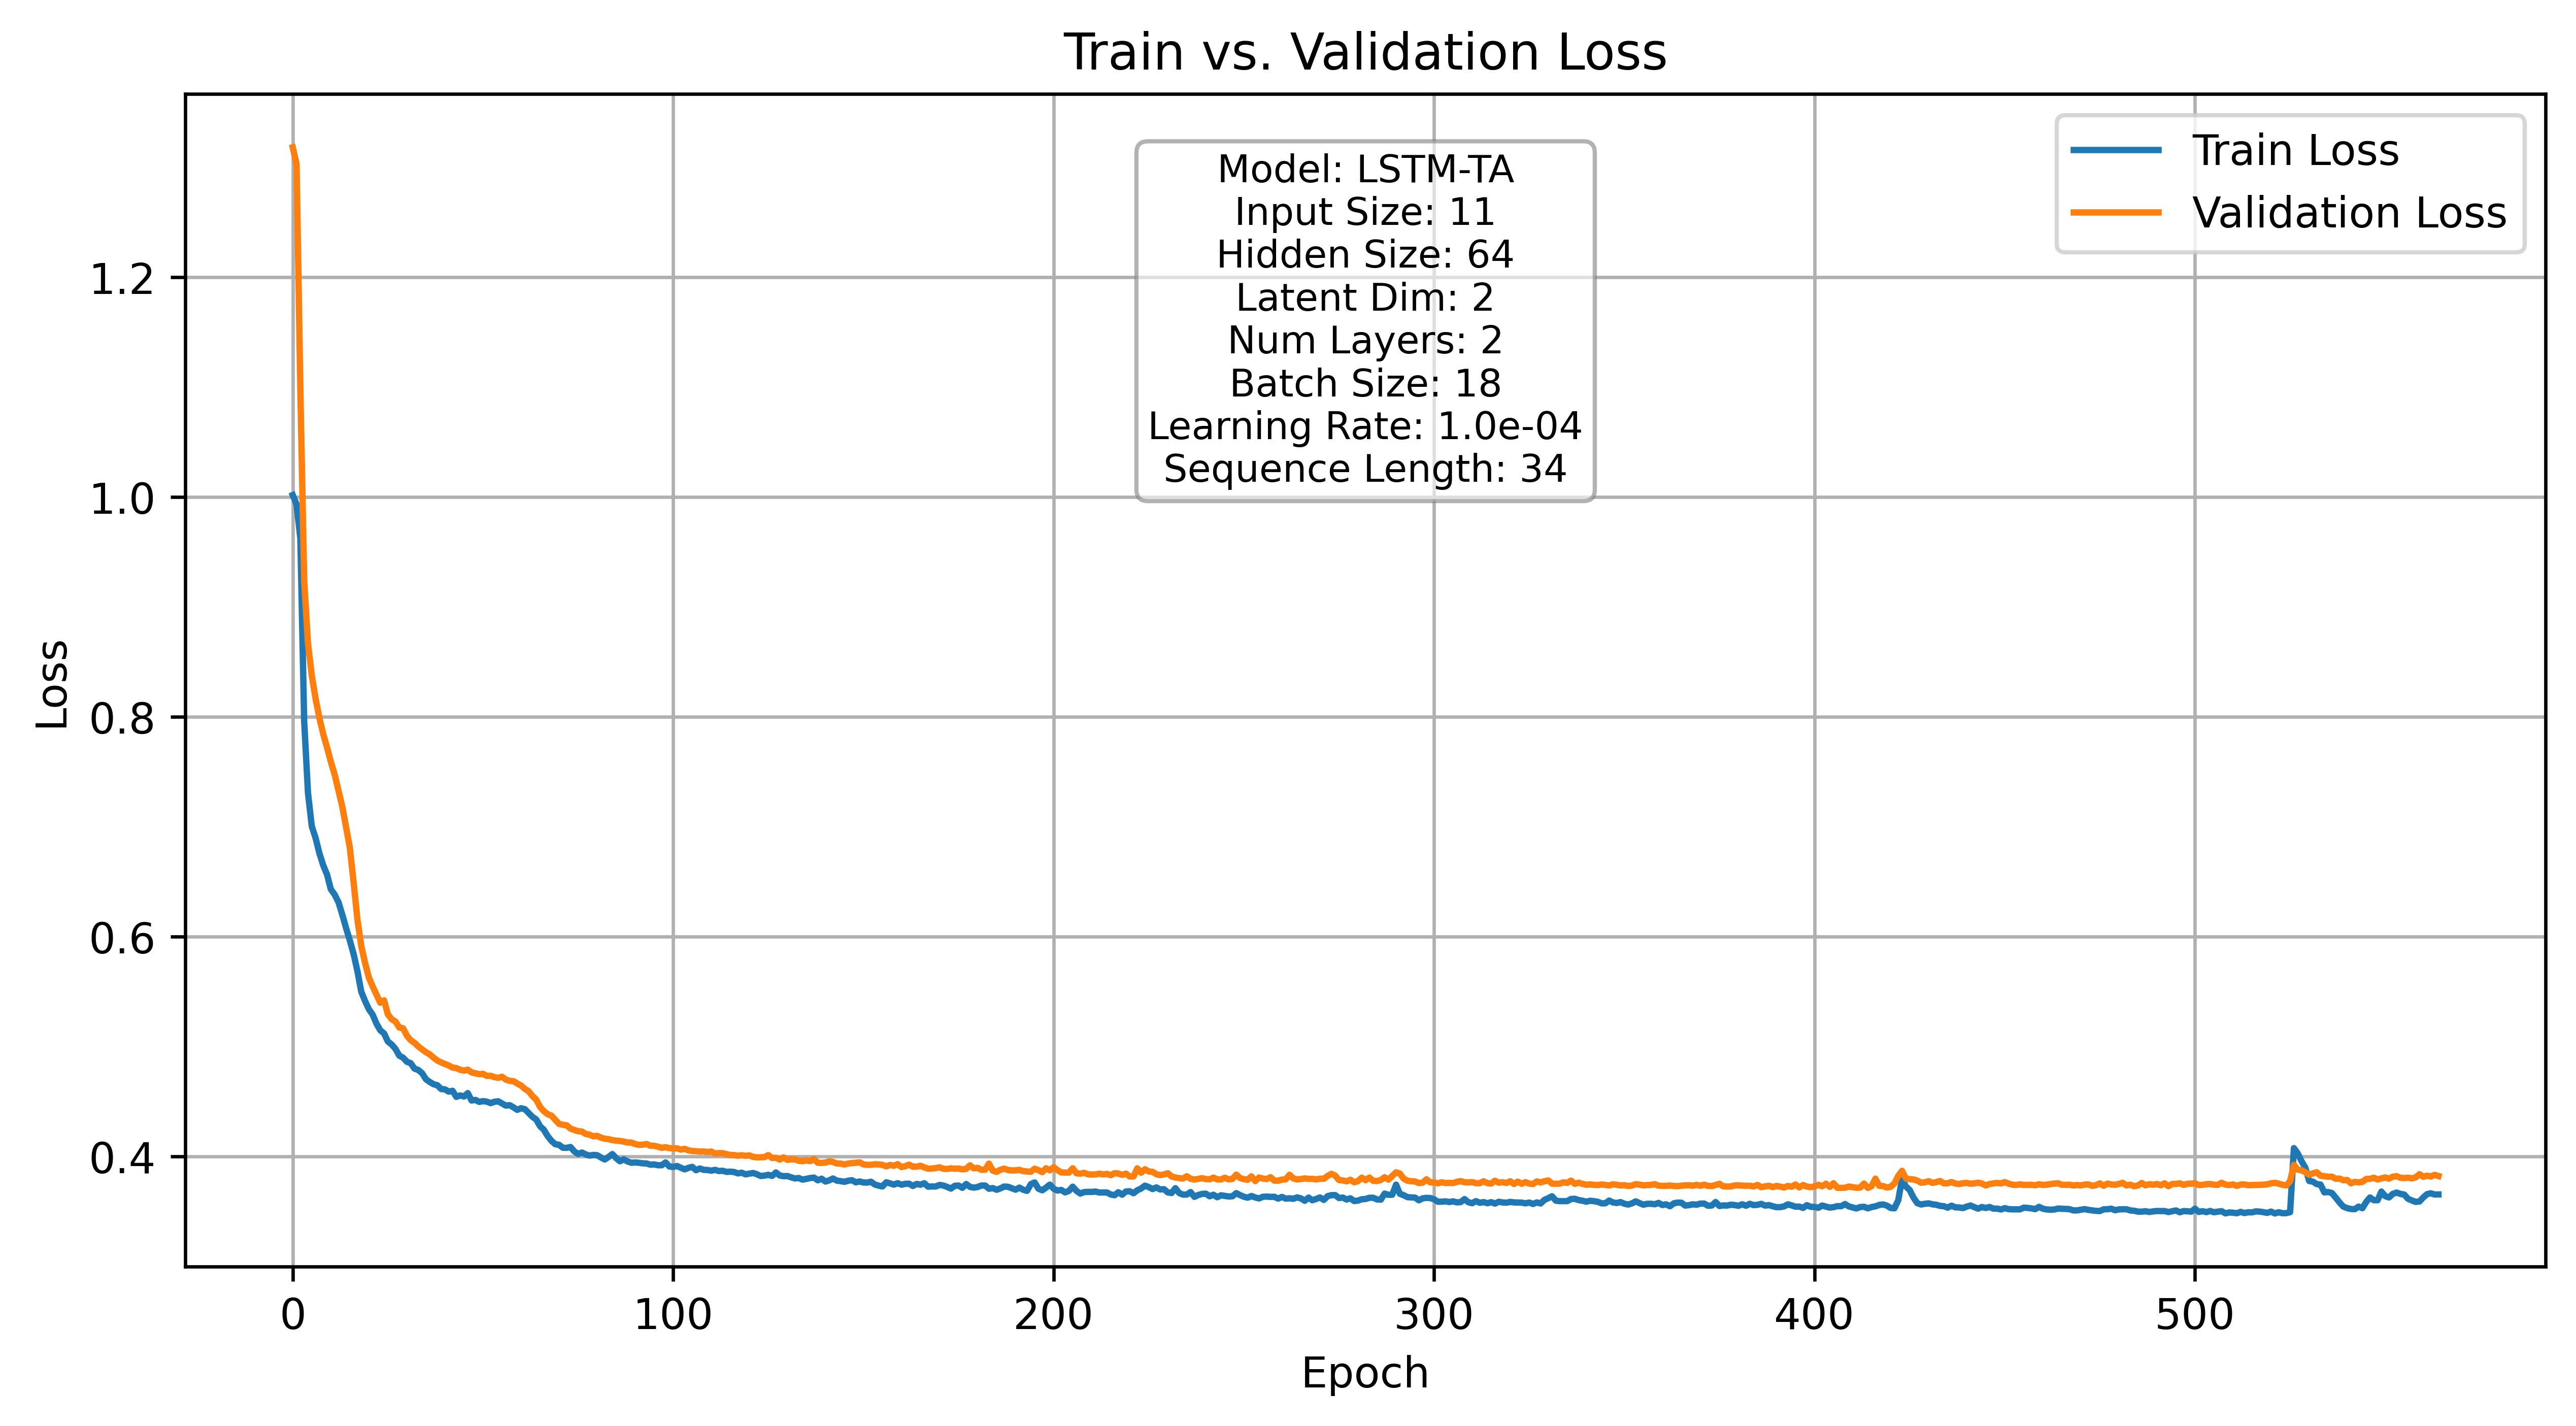 Train vs. Validation Loss
Train Loss
Validation Loss
Model: LSTM-TA
Input Size: 11
Hidden Size: 64
Latent Dim: 2
Num Layers: 2
Batch Size: 18
Learning Rate: 1.0e-04
Sequence Length: 34
1.2
1.0
0.8
0.6
0.4
Loss
0 100 200 300 400 500
Epoch